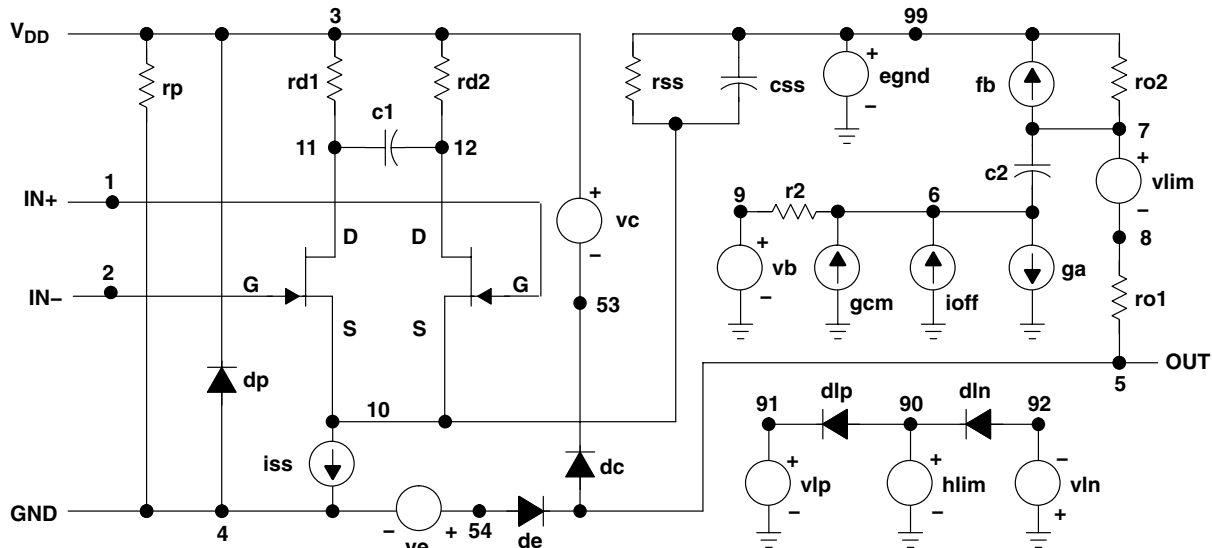 3 99
VDD
rp rd1 rd2 rss css egnd + − fb ro2
c1
11 12 7
1
IN+
c2 + vlim −
9 r2 6
+ vc −
D D
8
2
IN− G G
+ vb − gcm ioff ga
53
ro1
S S
OUT
dp
5
10
91 dlp 90 dln 92
iss dc
+ vlp − + hlim − − vln +
GND
4 − ve + 54 de